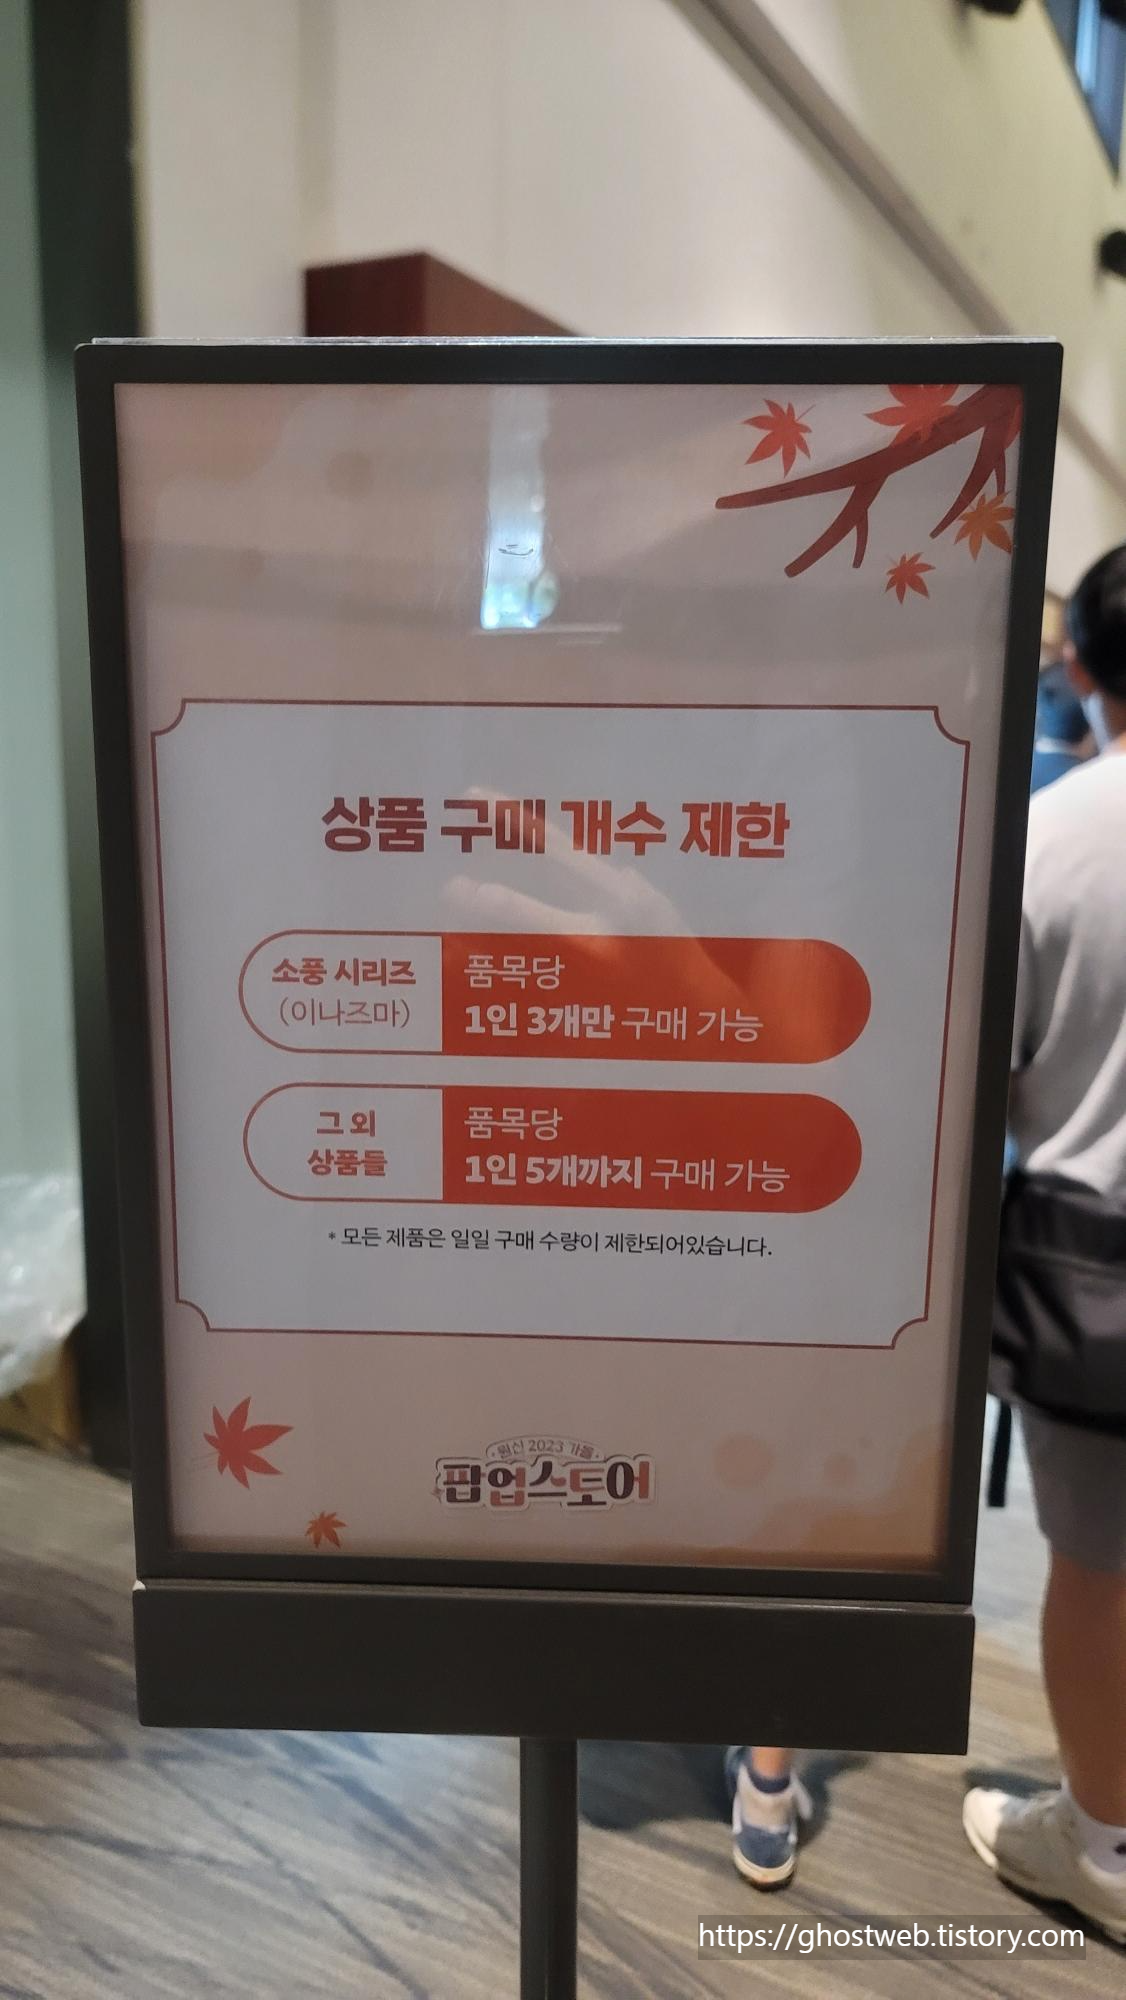 상품 구매 개수 제한
소풍 시리즈
(이나즈마)
품목당
1인 3개만 구매 가능
그 외
상품들
품목당
1인 5개까지 구매 가능
* 모든 제품은 일일 구매 수량이 제한되어있습니다.
원신 2023 가을
팝업스토어
https://ghostweb.tistory.com